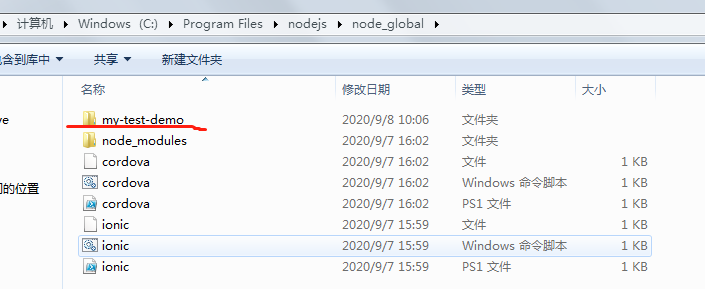 计算机 Windows (C:) Program Files nodejs node_global
含到库中 共享 新建文件夹
名称 修改日期 类型 大小
my-test-demo 2020/9/8 10:06 文件夹
node_modules 2020/9/7 16:02 文件夹
cordova 2020/9/7 16:02 文件 1 KB
cordova 2020/9/7 16:02 Windows 命令脚本 1 KB
cordova 2020/9/7 16:02 PS1 文件 1 KB
ionic 2020/9/7 15:59 文件 1 KB
ionic 2020/9/7 15:59 Windows 命令脚本 1 KB
ionic 2020/9/7 15:59 PS1 文件 1 KB
的位置